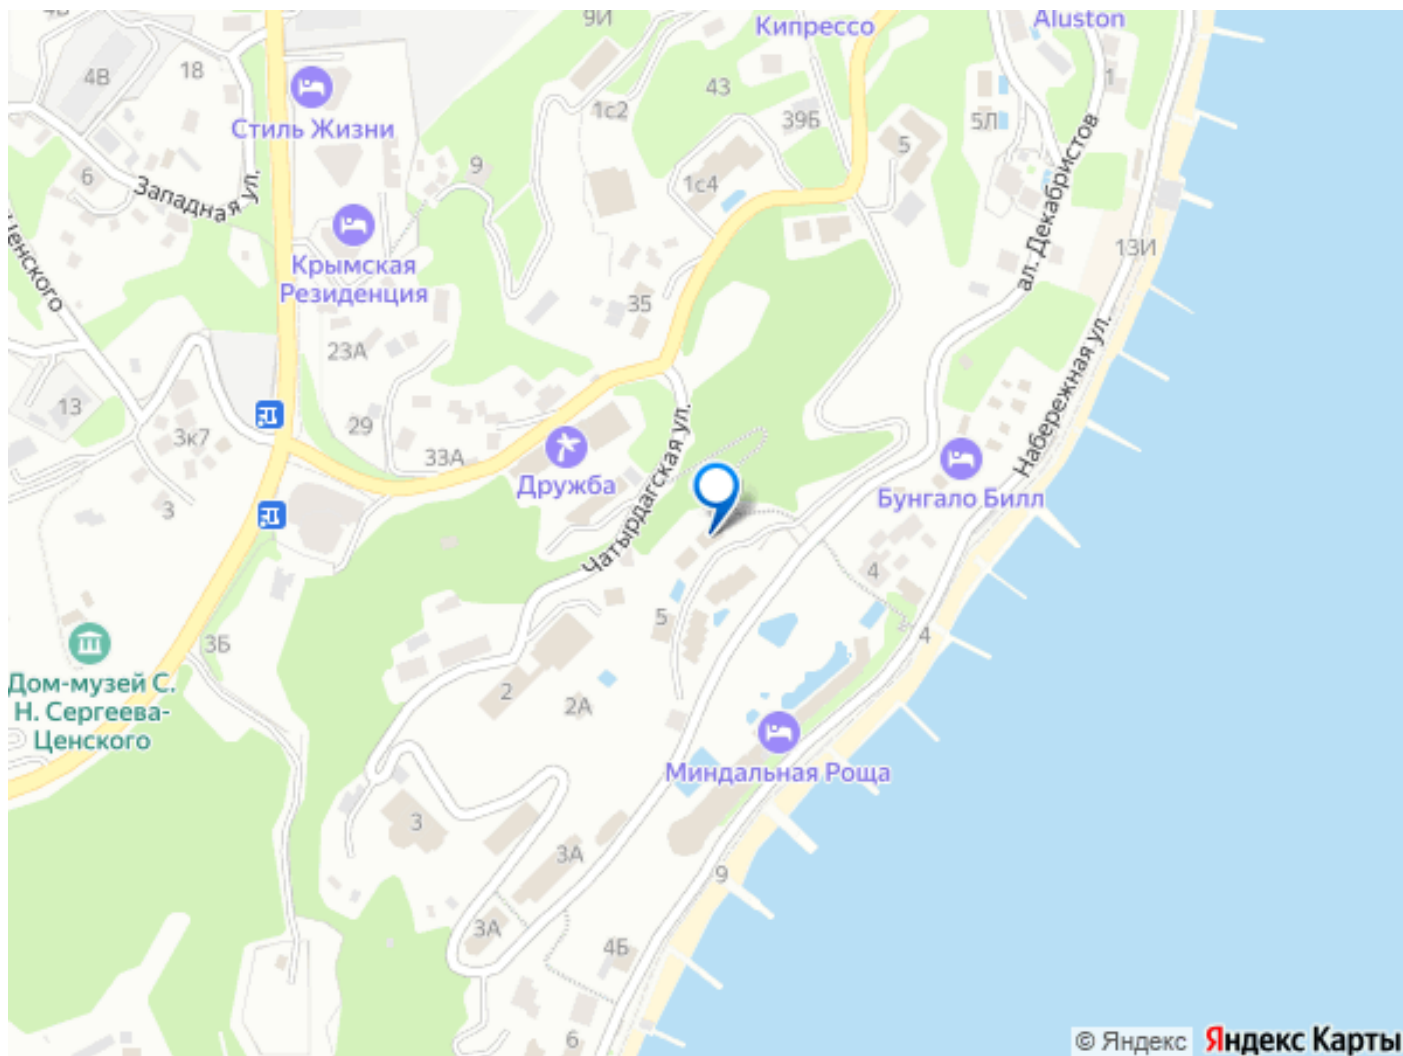 4В
9И
Кипрессо
Aluston
4В
18
1
43
1с2
39Б
5Л
Стиль Жизни
5
6
9
1с4
Западная ул.
ал. Декабристов
13И
Ценского
Крымская
Резиденция
35
23А
Набережная ул.
13
3к7
29
33А
Чатырдагская ул.
Дружба
Бунгало Билл
3
4
5
4
3Б
Дом-музей С.
Н. Сергеева-
Ценского
2
2А
Миндальная Роща
3
3А
9
3А
4Б
6
© Яндекс Яндекс Карты